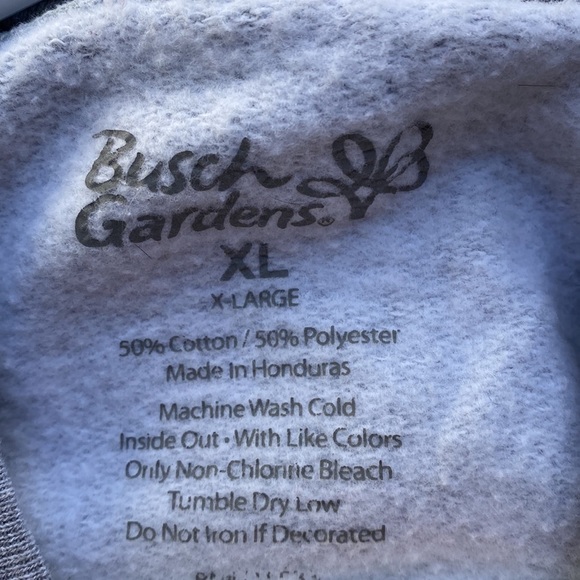 Busch
Gardens®
XL
X-LARGE
50% Cotton / 50% Polyester
Made In Honduras
Machine Wash Cold
Inside Out • With Like Colors
Only Non-Chlorine Bleach
Tumble Dry Low
Do Not Iron If Decorated